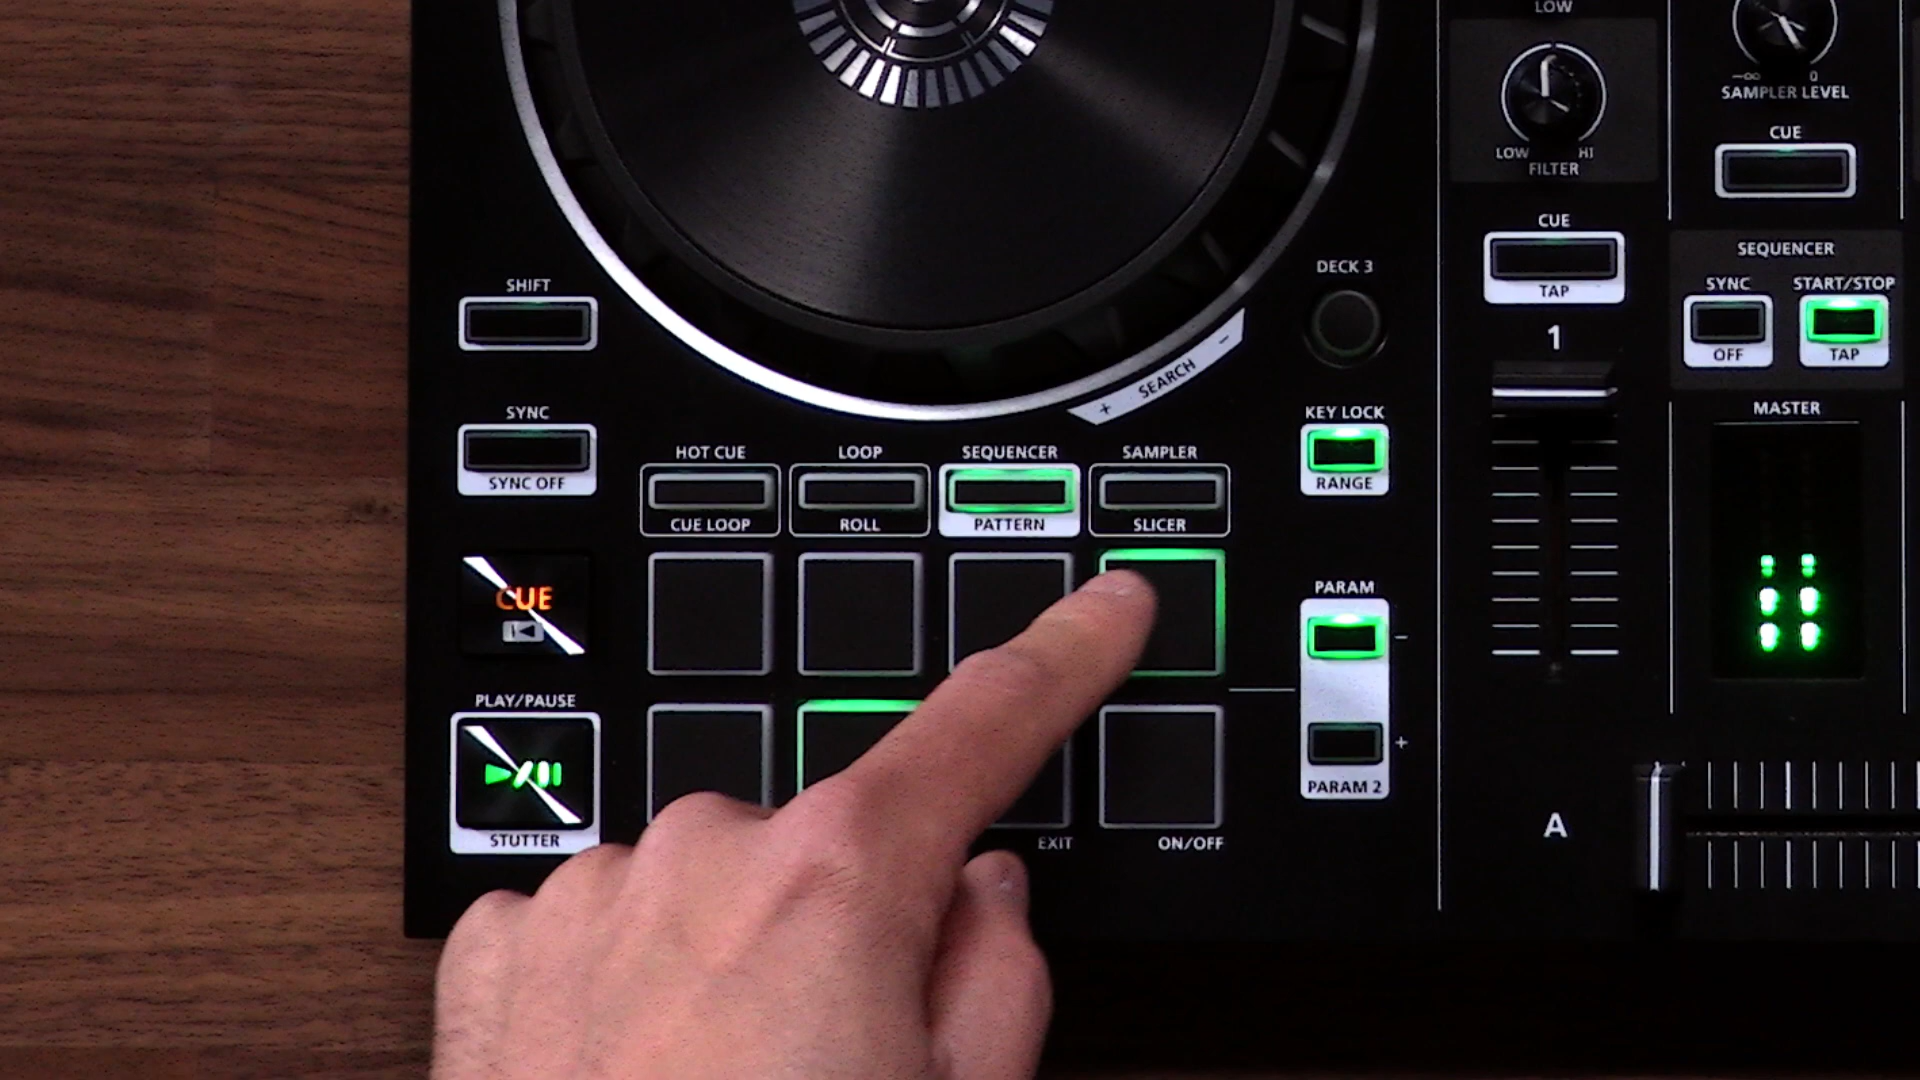 LOW
-∞ 0
SAMPLER LEVEL
CUE
LOW HI
FILTER
CUE
TAP
1
SEQUENCER
SYNC START/STOP
OFF TAP
MASTER
SHIFT
DECK 3
+ SEARCH -
SYNC
SYNC OFF
KEY LOCK
RANGE
HOT CUE LOOP SEQUENCER SAMPLER
CUE LOOP ROLL PATTERN SLICER
CUE
PARAM
-
+
PARAM 2
PLAY/PAUSE
STUTTER
EXIT ON/OFF
A